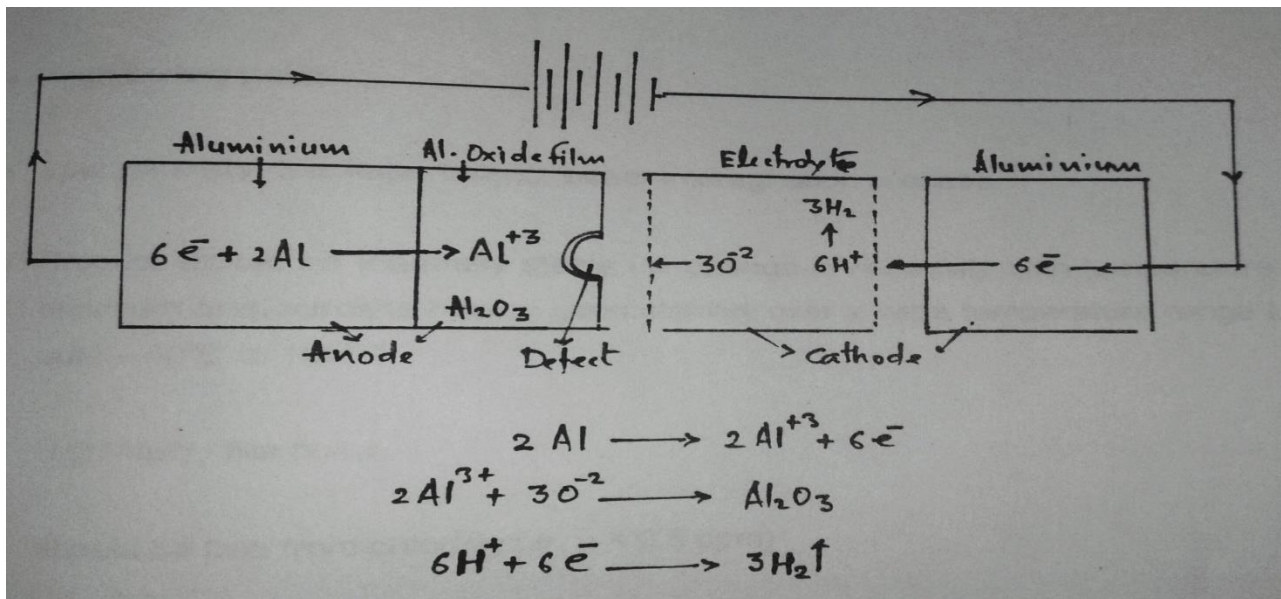 Aluminium Al. Oxide film Electrolyte Aluminium
3H₂
↑
6ē + 2Al → Al⁺³ ← 3O⁻² 6H⁺ ← 6ē
Al₂O₃
Anode Defect Cathode
2 Al → 2 Al⁺³ + 6ē
2Al³⁺ + 3O⁻² → Al₂O₃
6H⁺ + 6ē → 3H₂↑